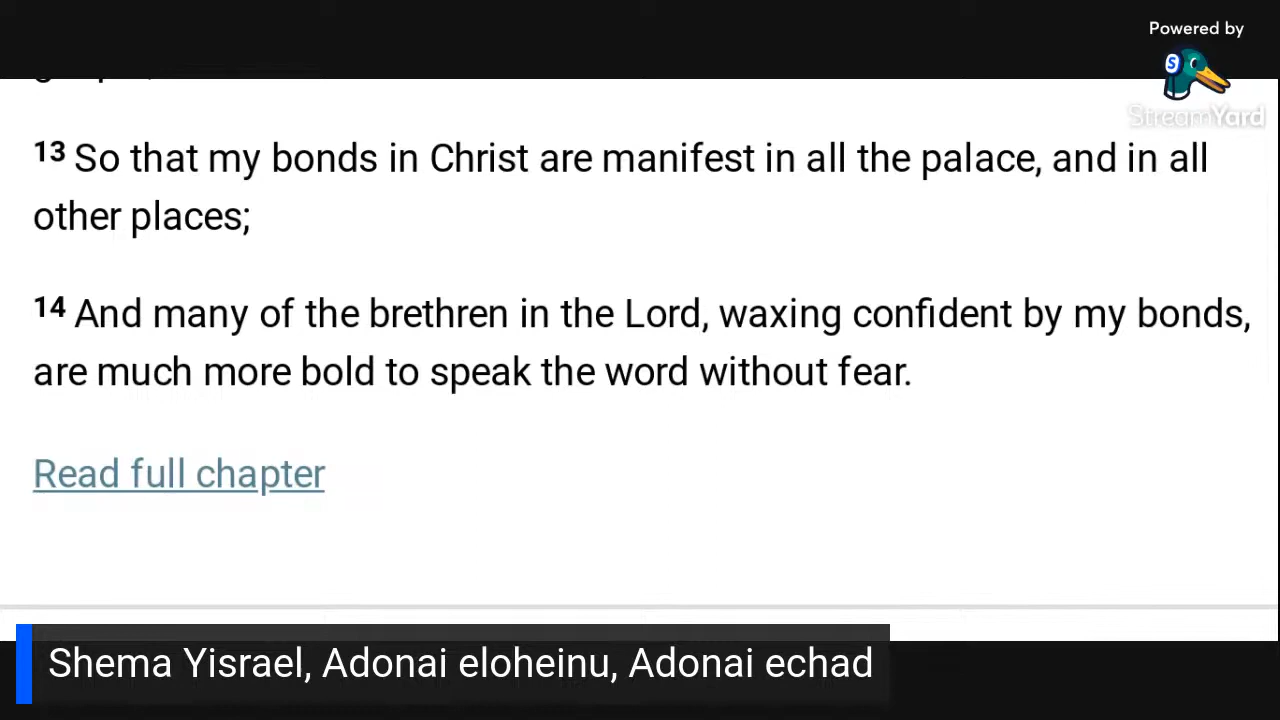 Powered by
StreamYard
13 So that my bonds in Christ are manifest in all the palace, and in all
other places;
14 And many of the brethren in the Lord, waxing confident by my bonds,
are much more bold to speak the word without fear.
Read full chapter
Shema Yisrael, Adonai eloheinu, Adonai echad